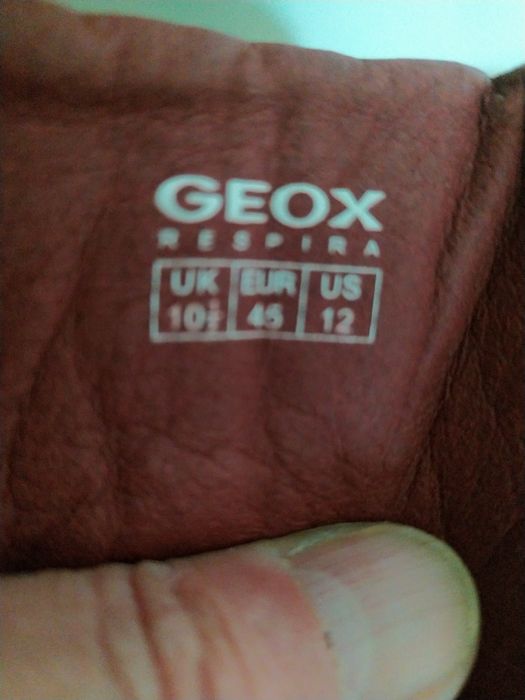 GEOX
RESPIRA
UK EUR US
10½ 45 12